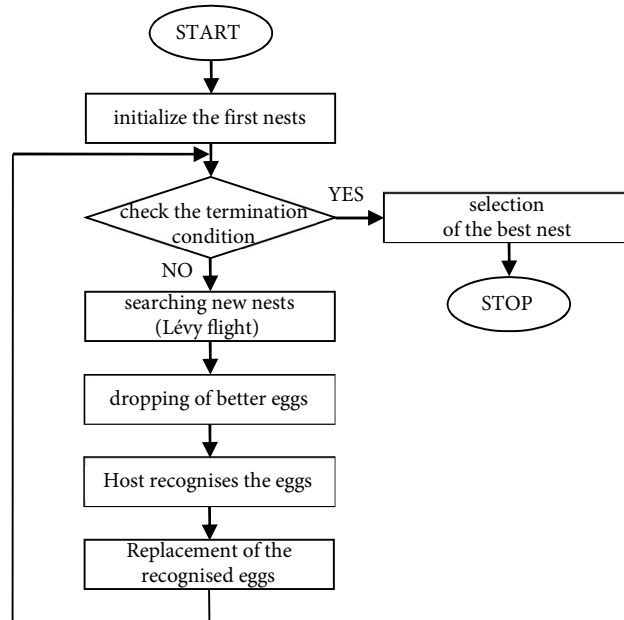 START
initialize the first nests
check the termination
condition
YES
selection
of the best nest
STOP
NO
searching new nests
(Lévy flight)
dropping of better eggs
Host recognises the eggs
Replacement of the
recognised eggs